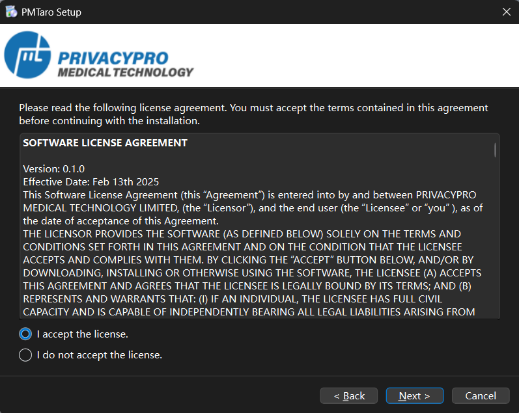 PMTaro Setup
PRIVACYPRO
MEDICAL TECHNOLOGY
Please read the following license agreement. You must accept the terms contained in this agreement
before continuing with the installation.
SOFTWARE LICENSE AGREEMENT
Version: 0.1.0
Effective Date: Feb 13th 2025
This Software License Agreement (this “Agreement”) is entered into by and between PRIVACYPRO
MEDICAL TECHNOLOGY LIMITED, (the “Licensor”), and the end user (the “Licensee” or “you” ), as of
the date of acceptance of this Agreement.
THE LICENSOR PROVIDES THE SOFTWARE (AS DEFINED BELOW) SOLELY ON THE TERMS AND
CONDITIONS SET FORTH IN THIS AGREEMENT AND ON THE CONDITION THAT THE LICENSEE
ACCEPTS AND COMPLIES WITH THEM. BY CLICKING THE “ACCEPT” BUTTON BELOW, AND/OR BY
DOWNLOADING, INSTALLING OR OTHERWISE USING THE SOFTWARE, THE LICENSEE (A) ACCEPTS
THIS AGREEMENT AND AGREES THAT THE LICENSEE IS LEGALLY BOUND BY ITS TERMS; AND (B)
REPRESENTS AND WARRANTS THAT: (I) IF AN INDIVIDUAL, THE LICENSEE HAS FULL CIVIL
CAPACITY AND IS CAPABLE OF INDEPENDENTLY BEARING ALL LEGAL LIABILITIES ARISING FROM
I accept the license.
I do not accept the license.
< Back
Next >
Cancel